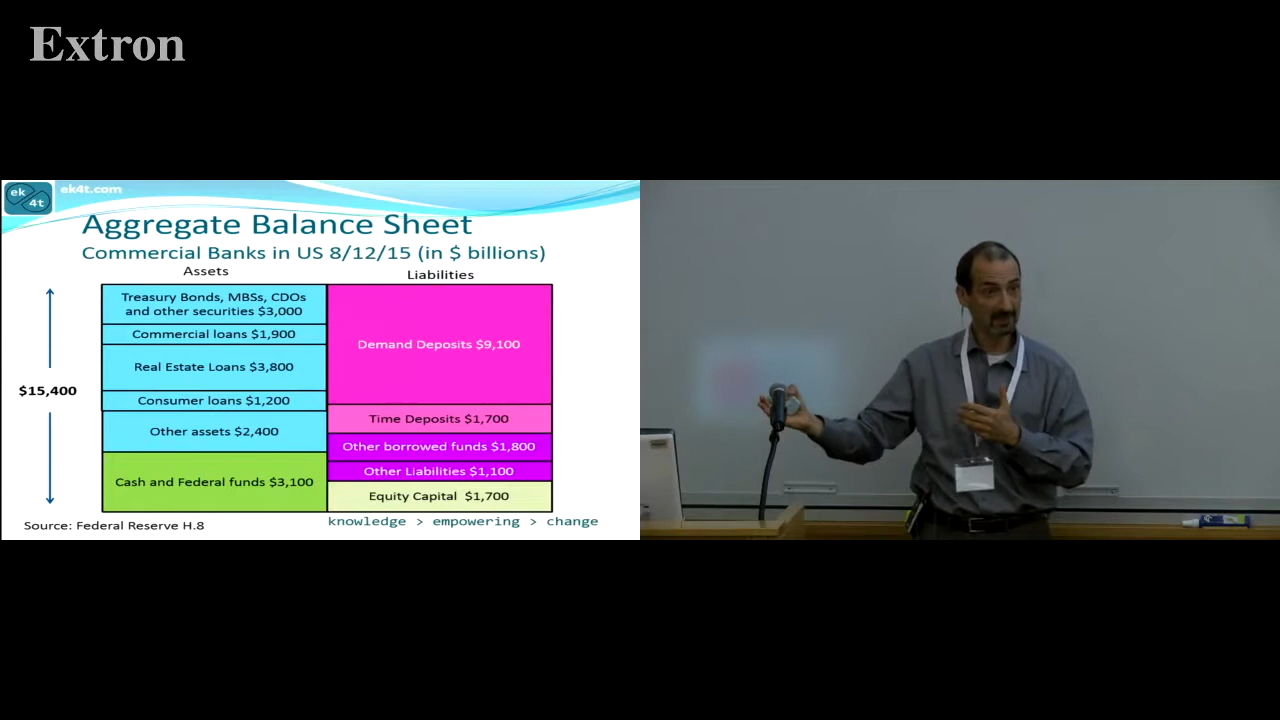 Extron
ek
4t
ek4t.com
Aggregate Balance Sheet
Commercial Banks in US 8/12/15 (in $ billions)
Assets
Liabilities
Treasury Bonds, MBSs, CDOs
and other securities $3,000
Commercial loans $1,900
Real Estate Loans $3,800
Consumer loans $1,200
Other assets $2,400
Cash and Federal funds $3,100
$15,400
Demand Deposits $9,100
Time Deposits $1,700
Other borrowed funds $1,800
Other Liabilities $1,100
Equity Capital $1,700
Source: Federal Reserve H.8
knowledge > empowering > change